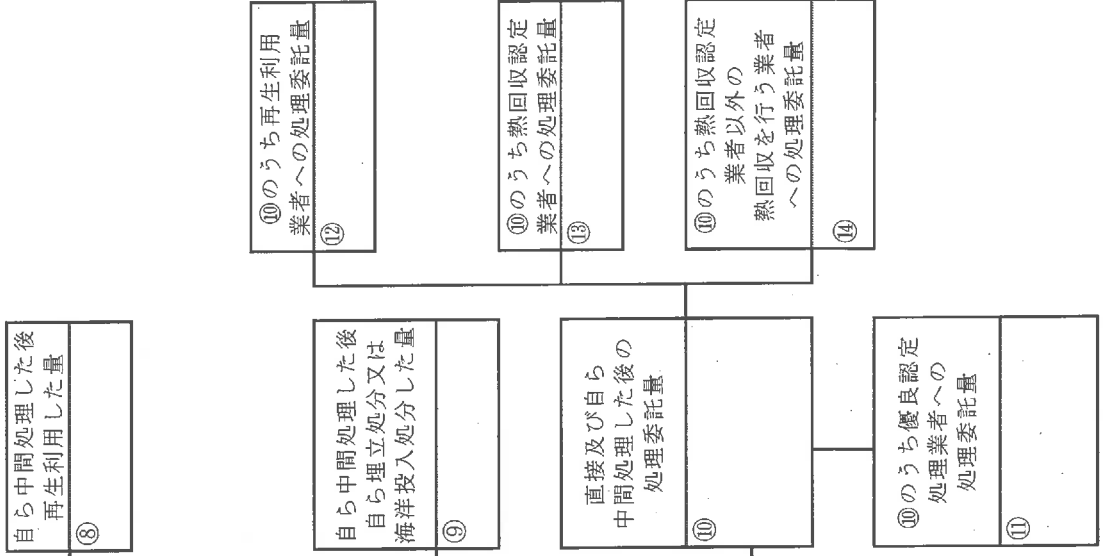 自ら中間処理した後
再生利用した量
⑧
自ら中間処理した後
自ら埋立処分又は
海洋投入処分した量
⑨
直接及び自ら
中間処理した後の
処理委託量
⑩
⑩のうち優良認定
処理業者への
処理委託量
⑪
⑩のうち再生利用
業者への処理委託量
⑫
⑩のうち熱回収認定
業者への処理委託量
⑬
⑩のうち熱回収認定
業者以外の
熱回収を行う業者
への処理委託量
⑭